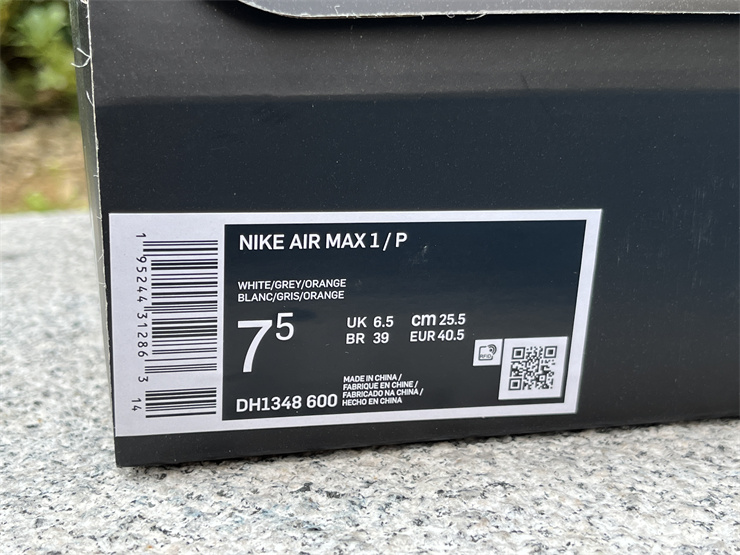 NIKE AIR MAX 1 / P
WHITE/GREY/ORANGE
BLANC/GRIS/ORANGE
7 5
UK 6.5 cm 25.5
BR 39 EUR 40.5
MADE IN CHINA /
FABRIQUE EN CHINE /
FABRICADO NA CHINA /
HECHO EN CHINA
DH1348 600
RFID
1 95244 31286 3 14